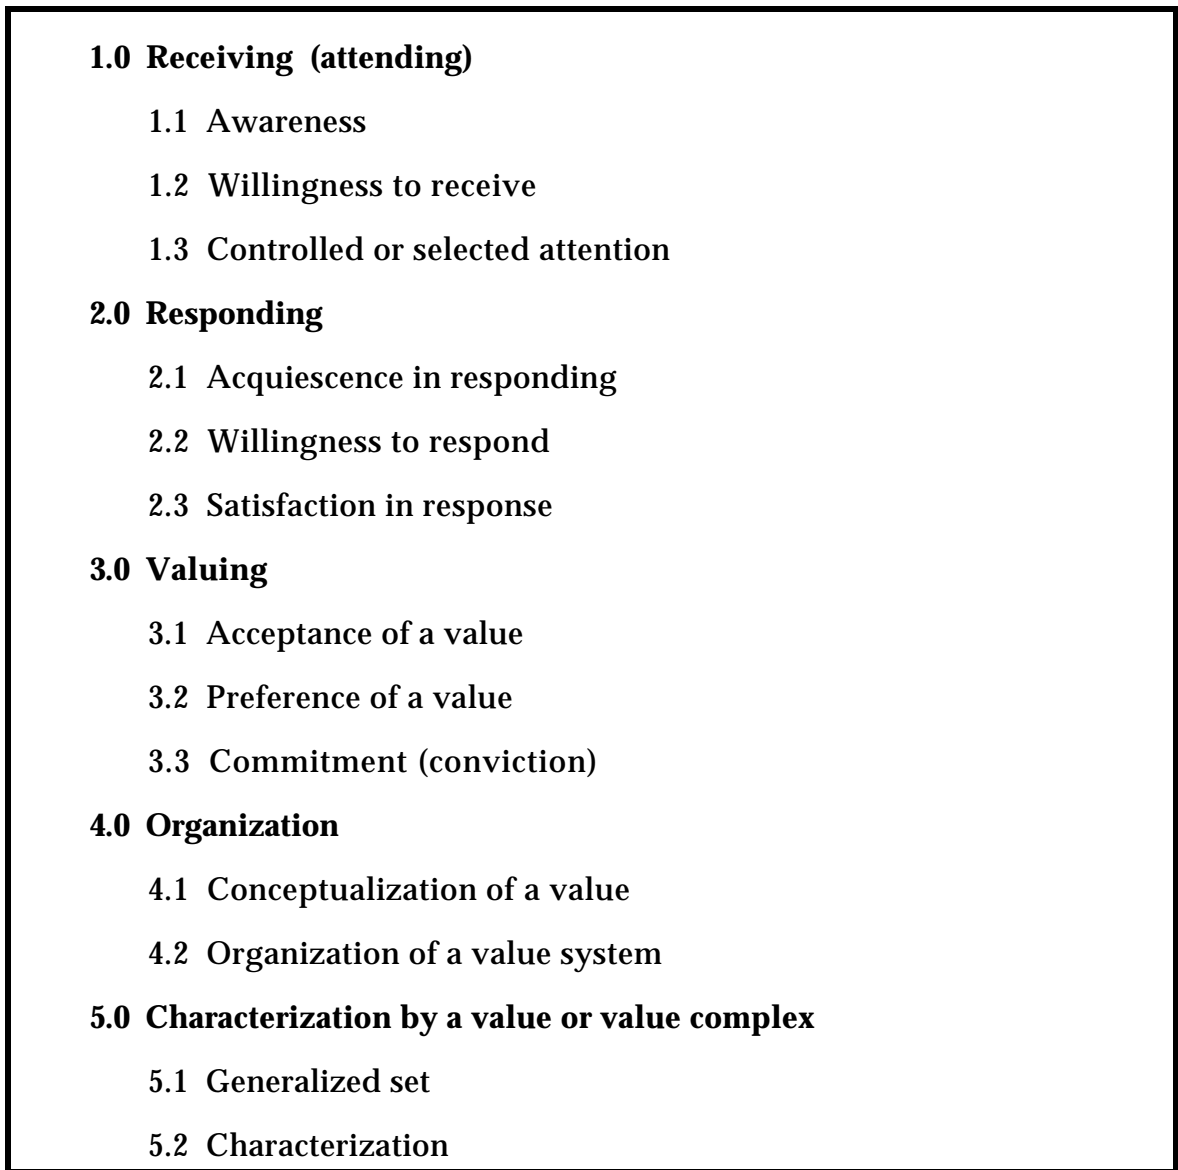 1.0 Receiving (attending)
1.1 Awareness
1.2 Willingness to receive
1.3 Controlled or selected attention
2.0 Responding
2.1 Acquiescence in responding
2.2 Willingness to respond
2.3 Satisfaction in response
3.0 Valuing
3.1 Acceptance of a value
3.2 Preference of a value
3.3 Commitment (conviction)
4.0 Organization
4.1 Conceptualization of a value
4.2 Organization of a value system
5.0 Characterization by a value or value complex
5.1 Generalized set
5.2 Characterization